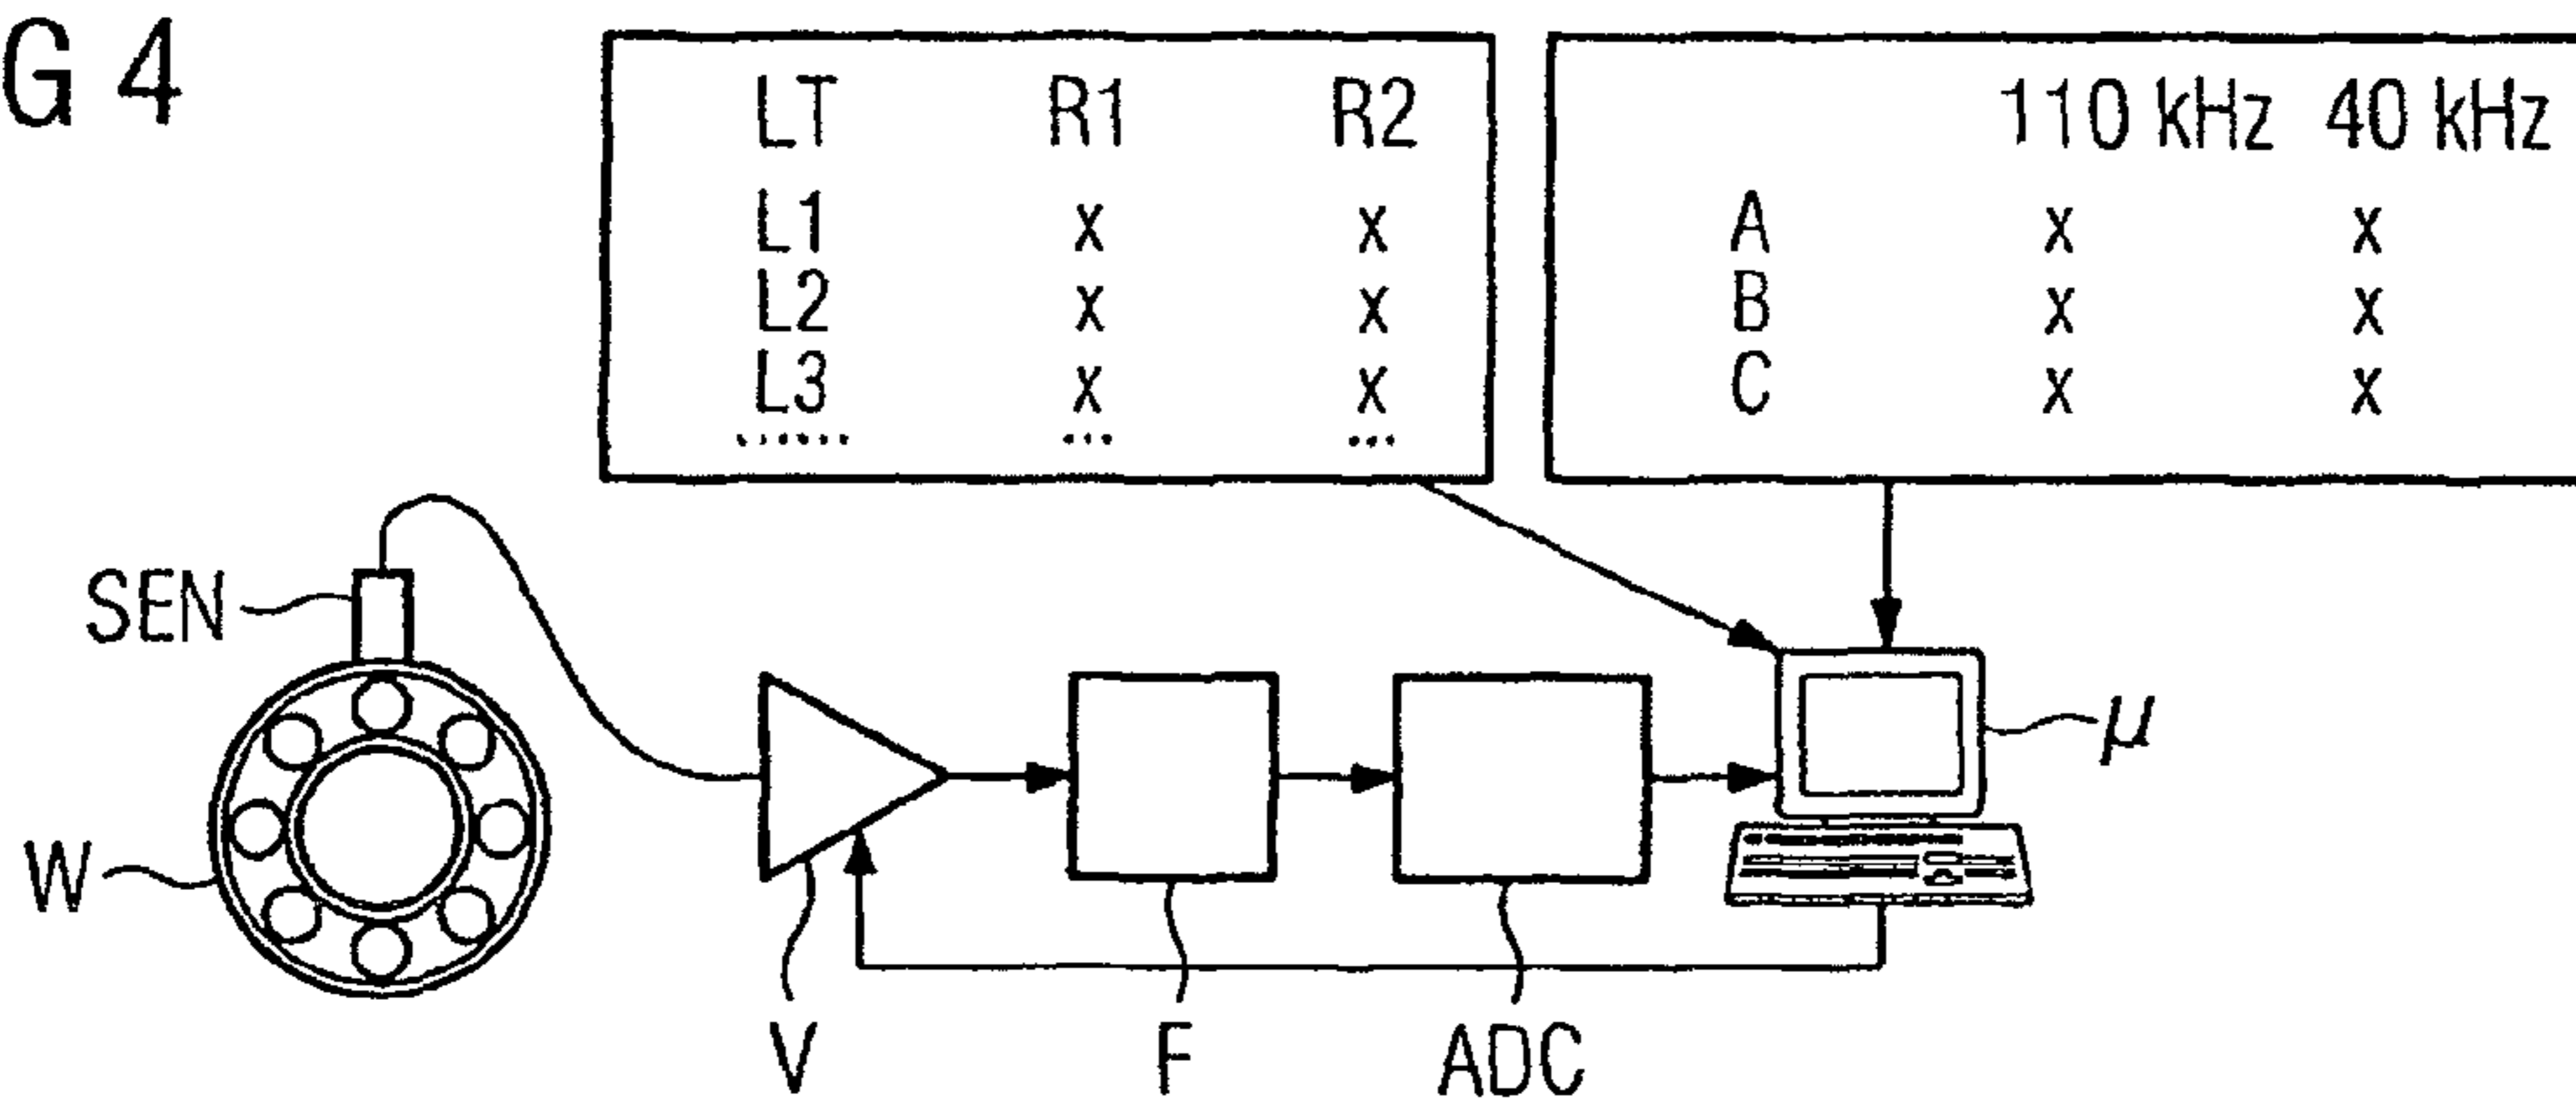 G 4
LT R1 R2
L1 x x
L2 x x
L3 x x
..... ... ...
110 kHz 40 kHz
A x x
B x x
C x x
SEN
W
V
F
ADC
μ